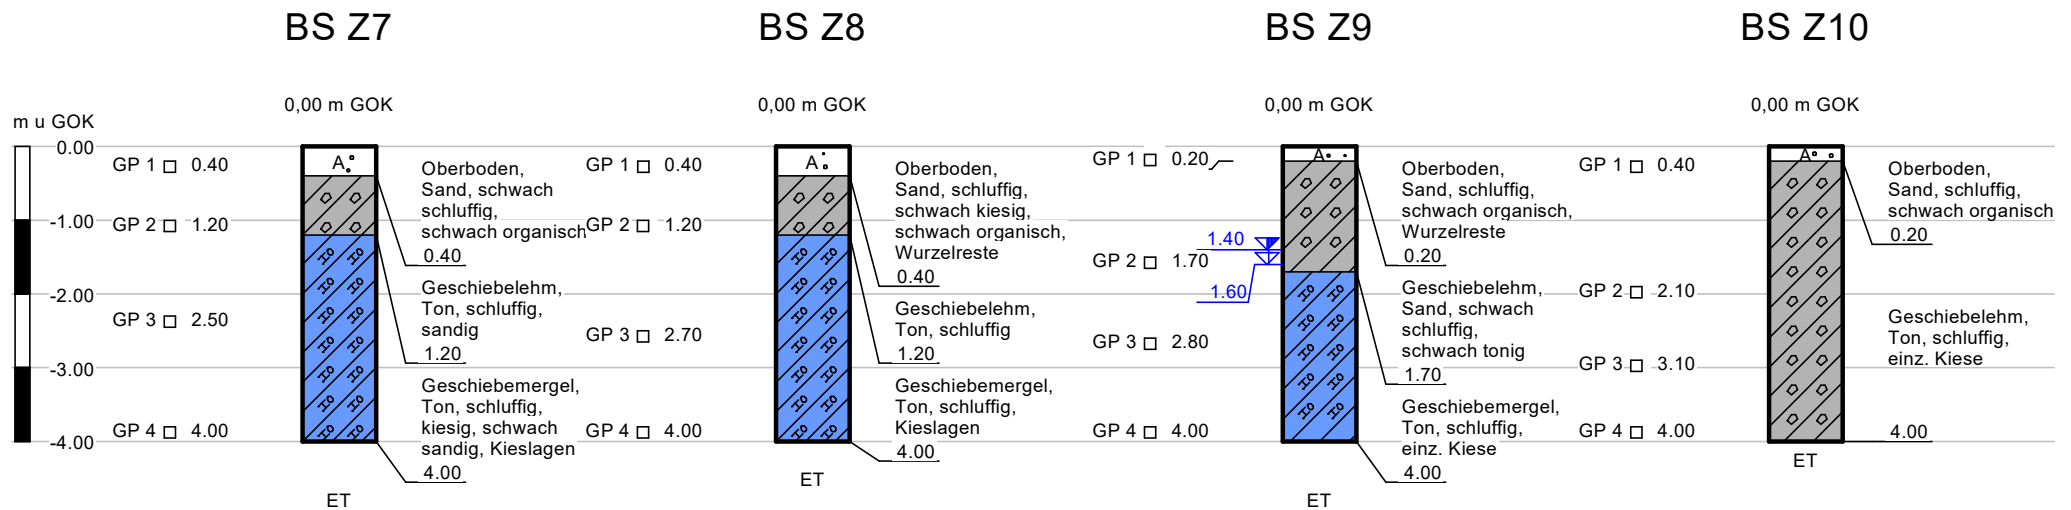 BS Z7
BS Z8
BS Z9
BS Z10
0,00 m GOK
0,00 m GOK
0,00 m GOK
0,00 m GOK
m u GOK
0.00
-1.00
-2.00
-3.00
-4.00
GP 1 0.40
GP 2 1.20
GP 3 2.50
GP 4 4.00
A
Oberboden,
Sand, schwach
schluffig,
schwach organisch
0.40
Geschiebelehm,
Ton, schluffig,
sandig
1.20
Geschiebemergel,
Ton, schluffig,
kiesig, schwach
sandig, Kieslagen
4.00
ET
GP 1 0.40
GP 2 1.20
GP 3 2.70
GP 4 4.00
A
Oberboden,
Sand, schluffig,
schwach kiesig,
schwach organisch,
Wurzelreste
0.40
Geschiebelehm,
Ton, schluffig
1.20
Geschiebemergel,
Ton, schluffig,
Kieslagen
4.00
ET
GP 1 0.20
GP 2 1.70
GP 3 2.80
GP 4 4.00
1.40
1.60
A
Oberboden,
Sand, schluffig,
schwach organisch,
Wurzelreste
0.20
Geschiebelehm,
Sand, schwach
schluffig,
schwach tonig
1.70
Geschiebemergel,
Ton, schluffig,
einz. Kiese
4.00
ET
GP 1 0.40
GP 2 2.10
GP 3 3.10
GP 4 4.00
A
Oberboden,
Sand, schluffig,
schwach organisch
0.20
Geschiebelehm,
Ton, schluffig,
einz. Kiese
4.00
ET